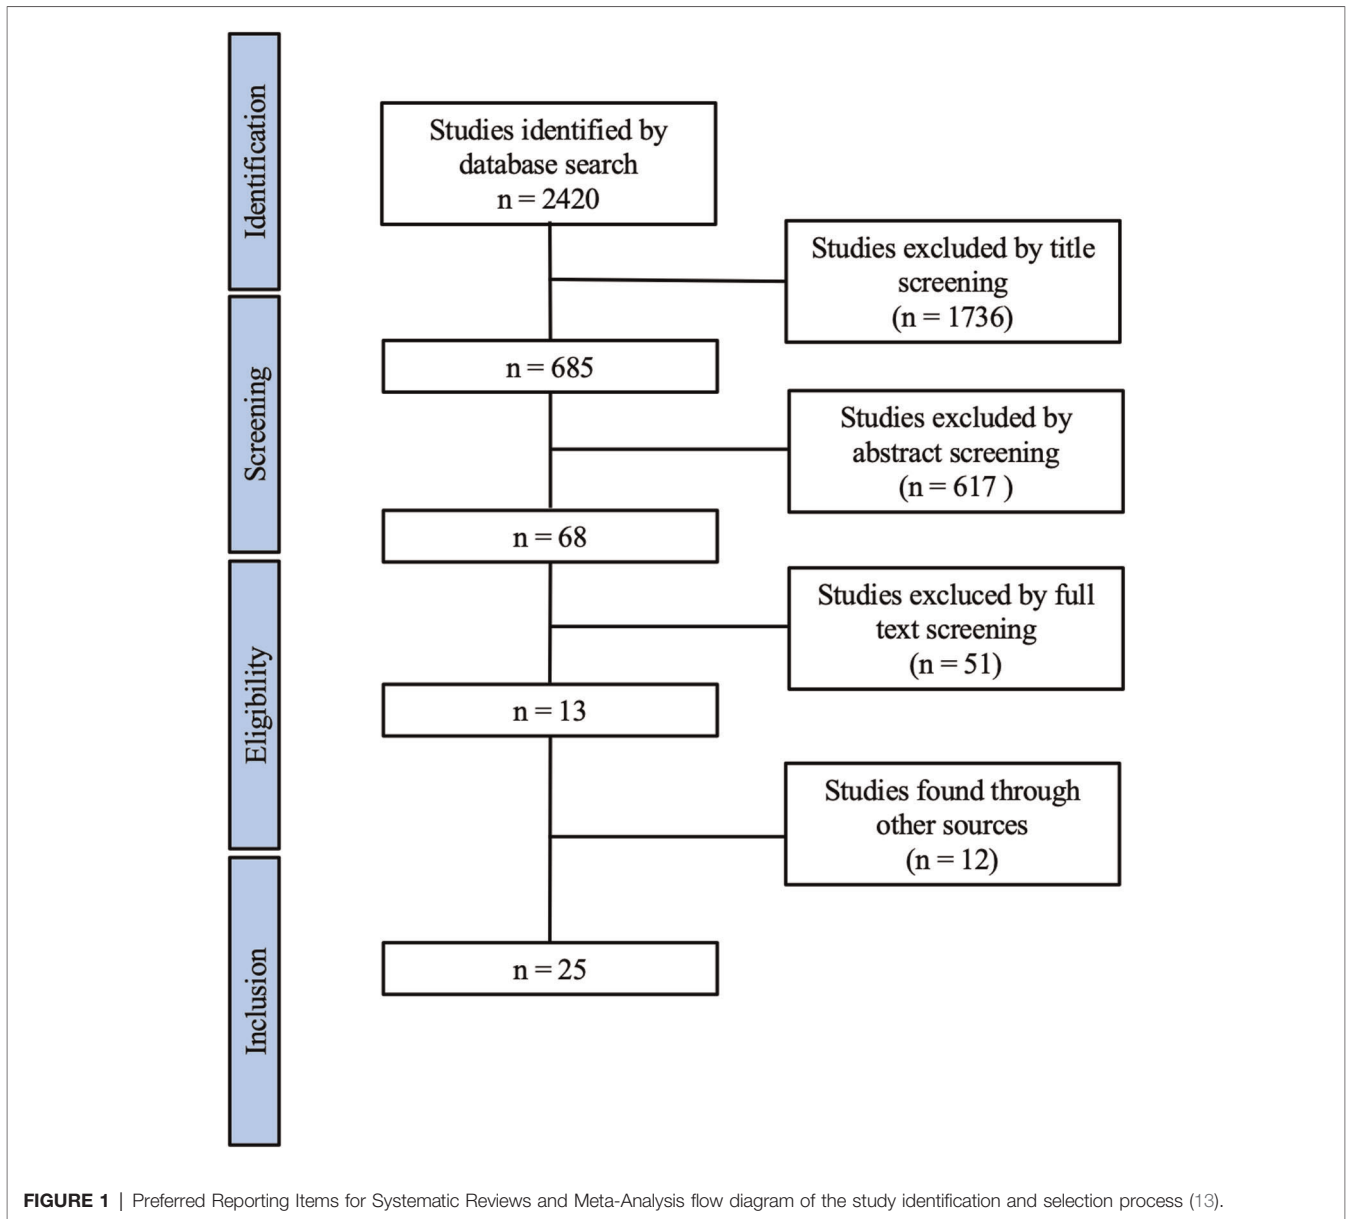 Identification
Studies identified by
database search
n = 2420
Studies excluded by title
screening
(n = 1736)
Screening
n = 685
Studies excluded by
abstract screening
(n = 617 )
n = 68
Eligibility
Studies excluced by full
text screening
(n = 51)
n = 13
Studies found through
other sources
(n = 12)
Inclusion
n = 25
FIGURE 1 | Preferred Reporting Items for Systematic Reviews and Meta-Analysis flow diagram of the study identification and selection process (13).